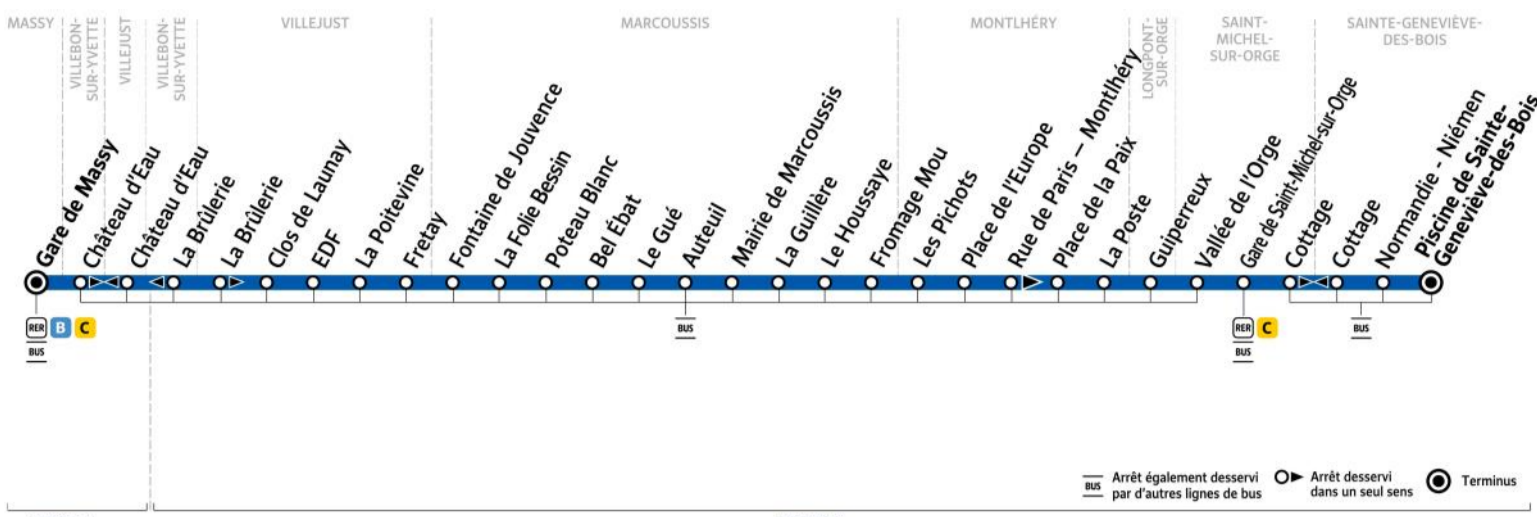 MASSY
VILLEBON-
SUR-YVETTE
VILLEJUST
VILLEBON-
SUR-YVETTE
VILLEJUST
MARCOUSSIS
MONTLHÉRY
LONGPONT-
SUR-ORGE
SAINT-
MICHEL-
SUR-ORGE
SAINTE-GENEVIÈVE-
DES-BOIS
Gare de Massy
Château d'Eau
Château d'Eau
La Brûlerie
La Brûlerie
Clos de Launay
EDF
La Poitevine
Fretay
Fontaine de Jouvence
La Folie Bessin
Poteau Blanc
Bel Ébat
Le Gué
Auteuil
Mairie de Marcoussis
La Guillère
Le Houssaye
Fromage Mou
Les Pichots
Place de l'Europe
Rue de Paris – Montlhéry
Place de la Paix
La Poste
Guiperreux
Vallée de l'Orge
Gare de Saint-Michel-sur-Orge
Cottage
Cottage
Normandie - Niémen
Piscine de Sainte-
Geneviève-des-Bois
RER B C
BUS
BUS
RER C
BUS
BUS
BUS Arrêt également desservi
par d'autres lignes de bus
Arrêt desservi
dans un seul sens
Terminus